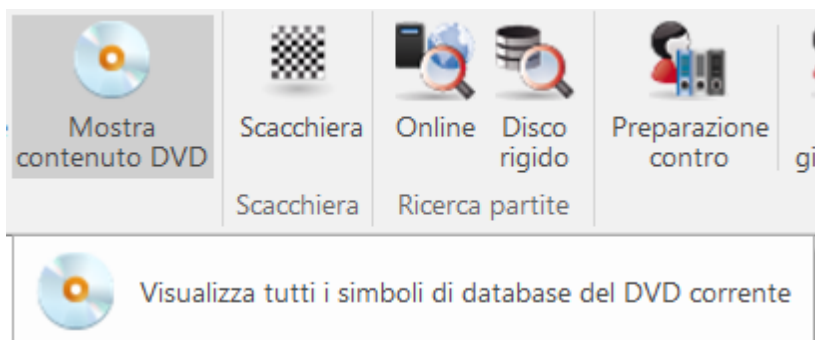 Mostra
contenuto DVD
Scacchiera
Online
Disco
rigido
Preparazione
contro
gi
Scacchiera
Ricerca partite
Visualizza tutti i simboli di database del DVD corrente